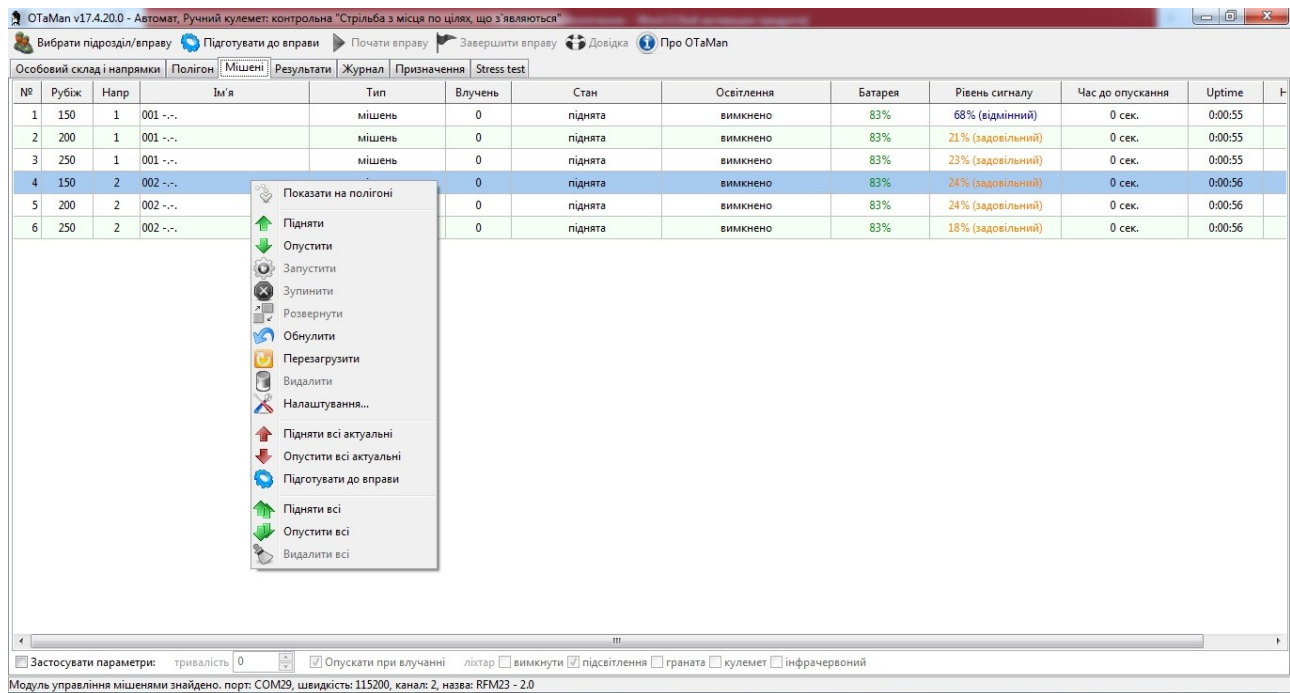 OTaMan v17.4.20.0 - Автомат, Ручний кулемет: контрольна "Стрільба з місця по цілях, що з`являються"
Вибрати підрозділ/вправу Підготувати до вправи Почати вправу Завершити вправу Довідка Про OTaMan
Особовий склад і напрямки Полігон Мішені Результати Журнал Призначення Stress test
№ Рубіж Напр Ім'я Тип Влучень Стан Освітлення Батарея Рівень сигналу Час до опускання Uptime
1 150 1 001 -.-. мішень 0 піднята вимкнено 83% 68% (відмінний) 0 сек. 0:00:55
2 200 1 001 -.-. мішень 0 піднята вимкнено 83% 21% (задовільний) 0 сек. 0:00:55
3 250 1 001 -.-. мішень 0 піднята вимкнено 83% 23% (задовільний) 0 сек. 0:00:55
4 150 2 002 -.-. 0 піднята вимкнено 83% 24% (задовільний) 0 сек. 0:00:56
5 200 2 002 -.-. 0 піднята вимкнено 83% 24% (задовільний) 0 сек. 0:00:56
6 250 2 002 -.-. 0 піднята вимкнено 83% 18% (задовільний) 0 сек. 0:00:56
Показати на полігоні
Підняти
Опустити
Запустити
Зупинити
Розвернути
Обнулити
Перезагрузити
Видалити
Налаштування...
Підняти всі актуальні
Опустити всі актуальні
Підготувати до вправи
Підняти всі
Опустити всі
Видалити всі
Застосувати параметри: тривалість 0 Опускати при влучанні ліхтар вимкнути підсвітлення граната кулемет інфрачервоний
Модуль управління мішенями знайдено. порт: COM29, швидкість: 115200, канал: 2, назва: RFM23 - 2.0